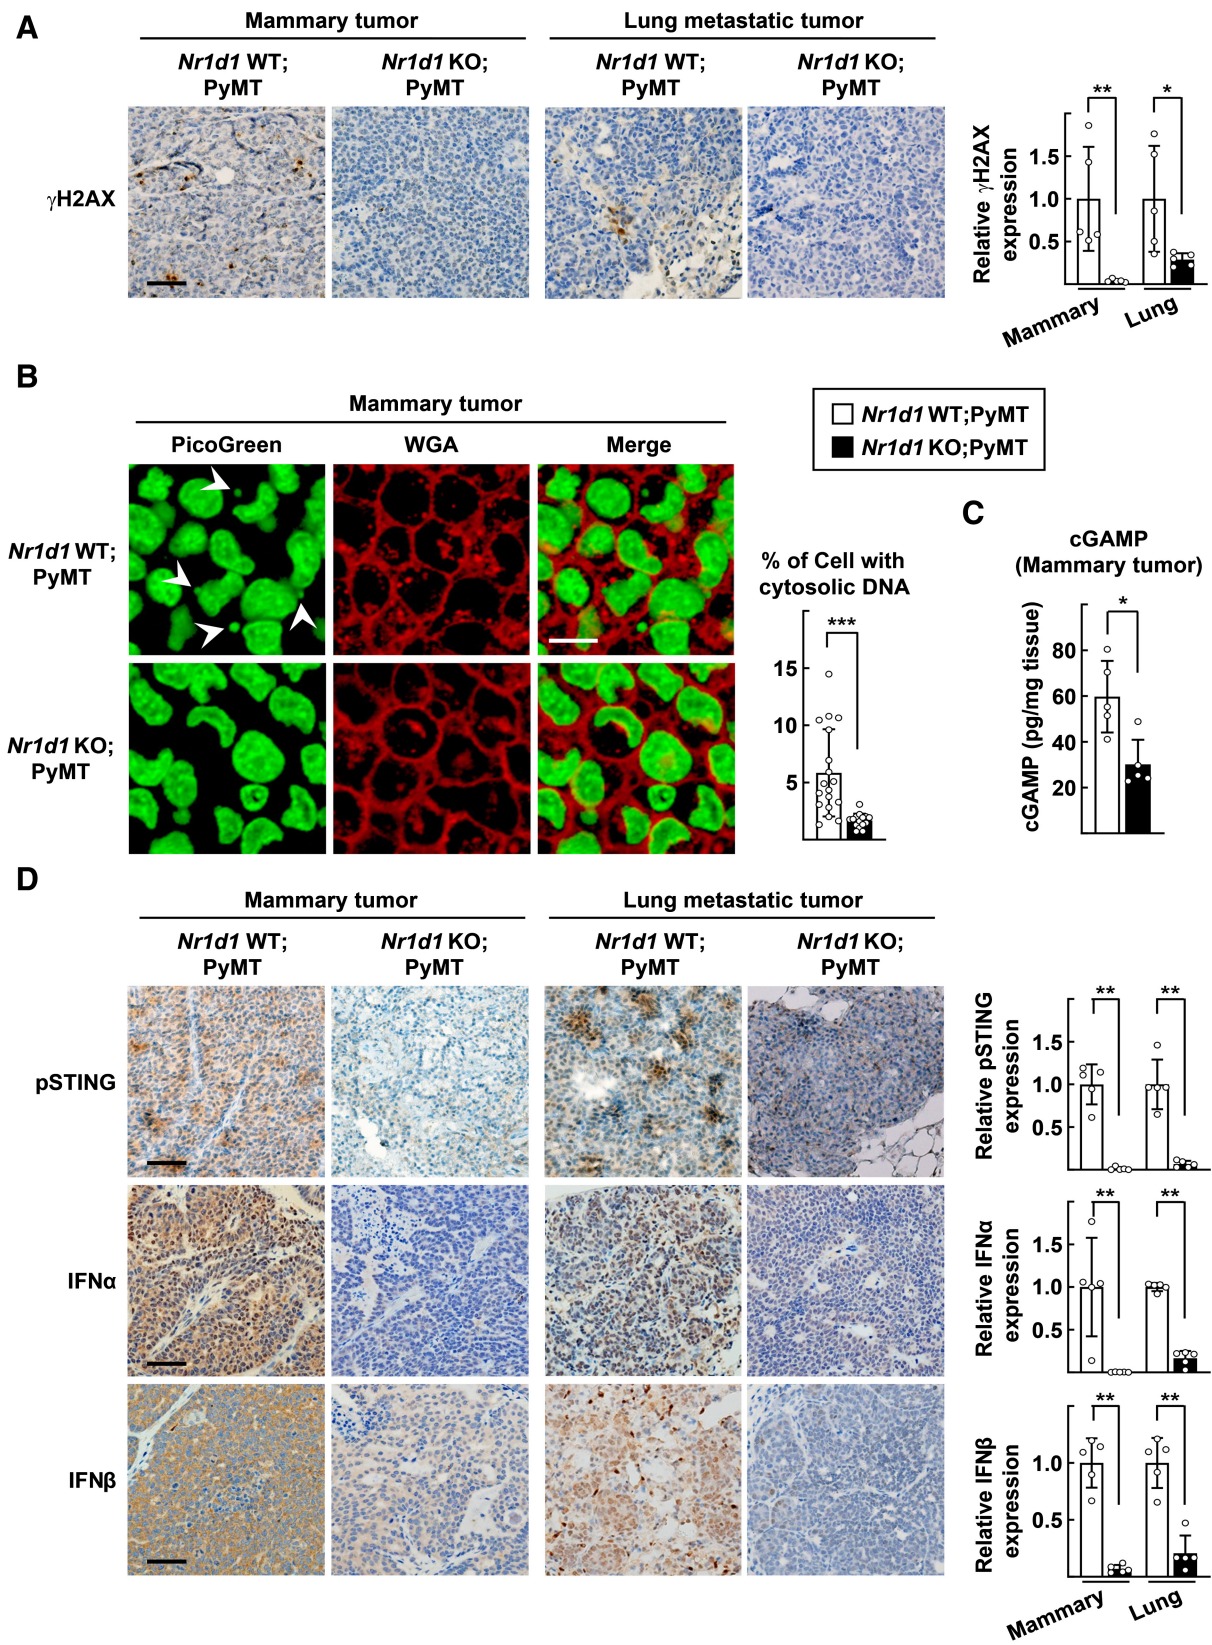 A
Mammary tumor
Lung metastatic tumor
Nr1d1 WT;
PyMT
Nr1d1 KO;
PyMT
Nr1d1 WT;
PyMT
Nr1d1 KO;
PyMT
γH2AX
Relative γH2AX
expression
** *
1.5
1.0
0.5
Mammary
Lung
B
Mammary tumor
PicoGreen
WGA
Merge
Nr1d1 WT;
PyMT
Nr1d1 KO;
PyMT
Nr1d1 WT;PyMT
Nr1d1 KO;PyMT
% of Cell with
cytosolic DNA
***
15
10
5
C
cGAMP
(Mammary tumor)
cGAMP (pg/mg tissue)
*
80
60
40
20
D
Mammary tumor
Lung metastatic tumor
Nr1d1 WT;
PyMT
Nr1d1 KO;
PyMT
Nr1d1 WT;
PyMT
Nr1d1 KO;
PyMT
pSTING
Relative pSTING
expression
** **
1.5
1.0
0.5
IFNα
Relative IFNα
expression
** **
1.5
1.0
0.5
IFNβ
Relative IFNβ
expression
** **
1.0
0.5
Mammary
Lung